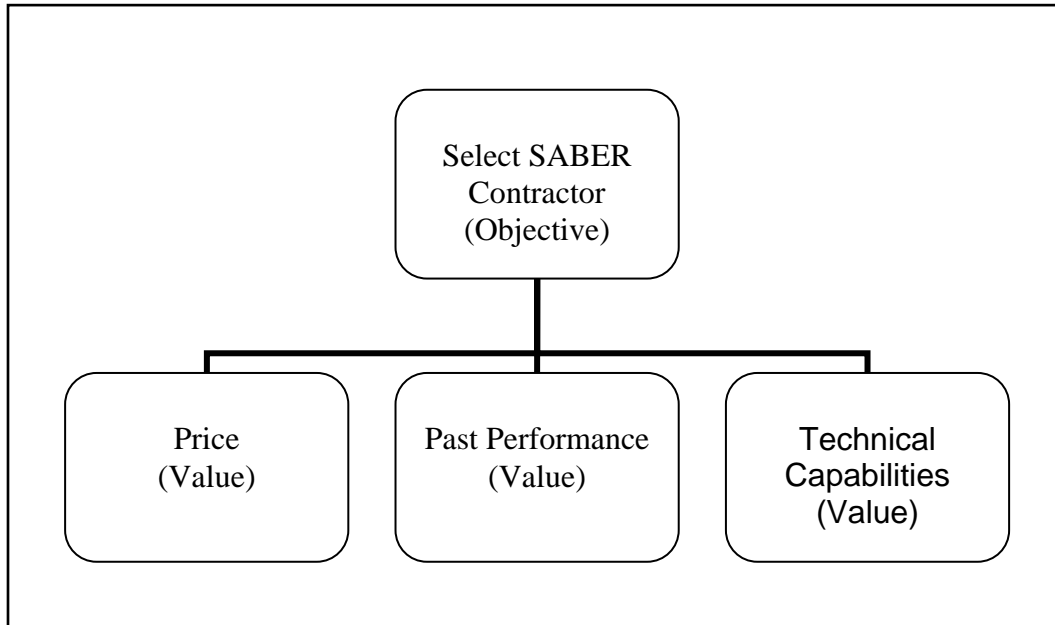 Select SABER
Contractor
(Objective)
Price
(Value)
Past Performance
(Value)
Technical
Capabilities
(Value)